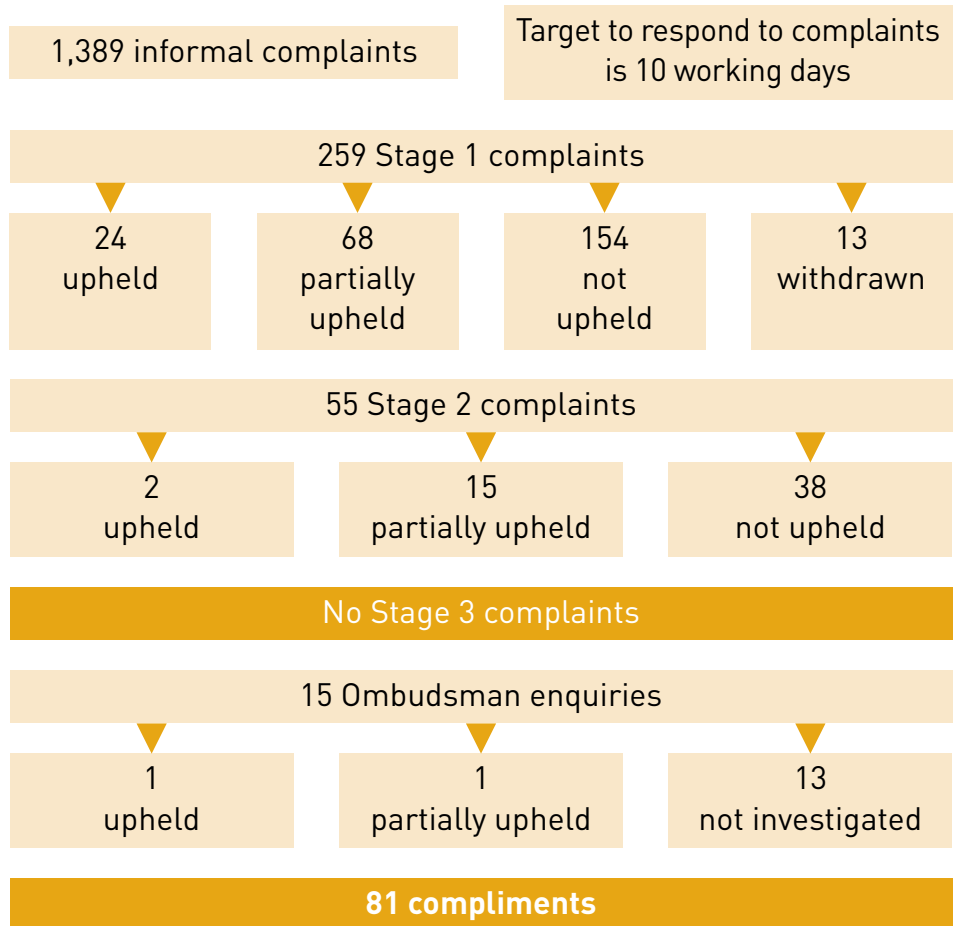 1,389 informal complaints
Target to respond to complaints
is 10 working days
259 Stage 1 complaints
24
upheld
68
partially
upheld
154
not
upheld
13
withdrawn
55 Stage 2 complaints
2
upheld
15
partially upheld
38
not upheld
No Stage 3 complaints
15 Ombudsman enquiries
1
upheld
1
partially upheld
13
not investigated
81 compliments